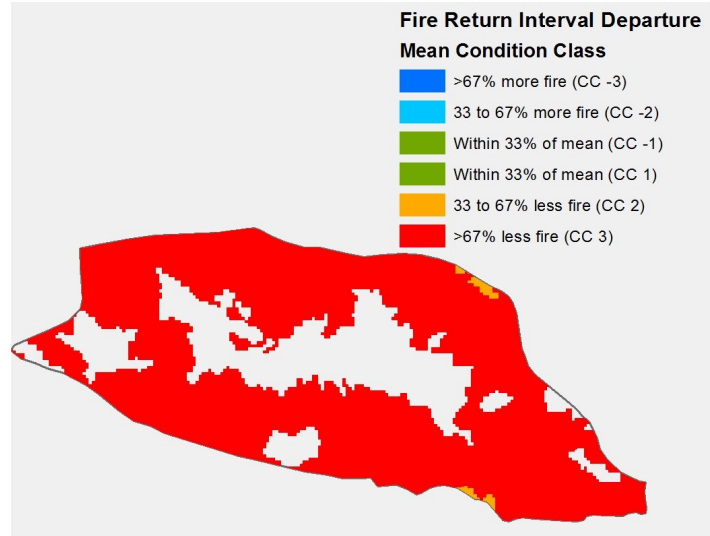 Fire Return Interval Departure
Mean Condition Class
>67% more fire (CC -3)
33 to 67% more fire (CC -2)
Within 33% of mean (CC -1)
Within 33% of mean (CC 1)
33 to 67% less fire (CC 2)
>67% less fire (CC 3)